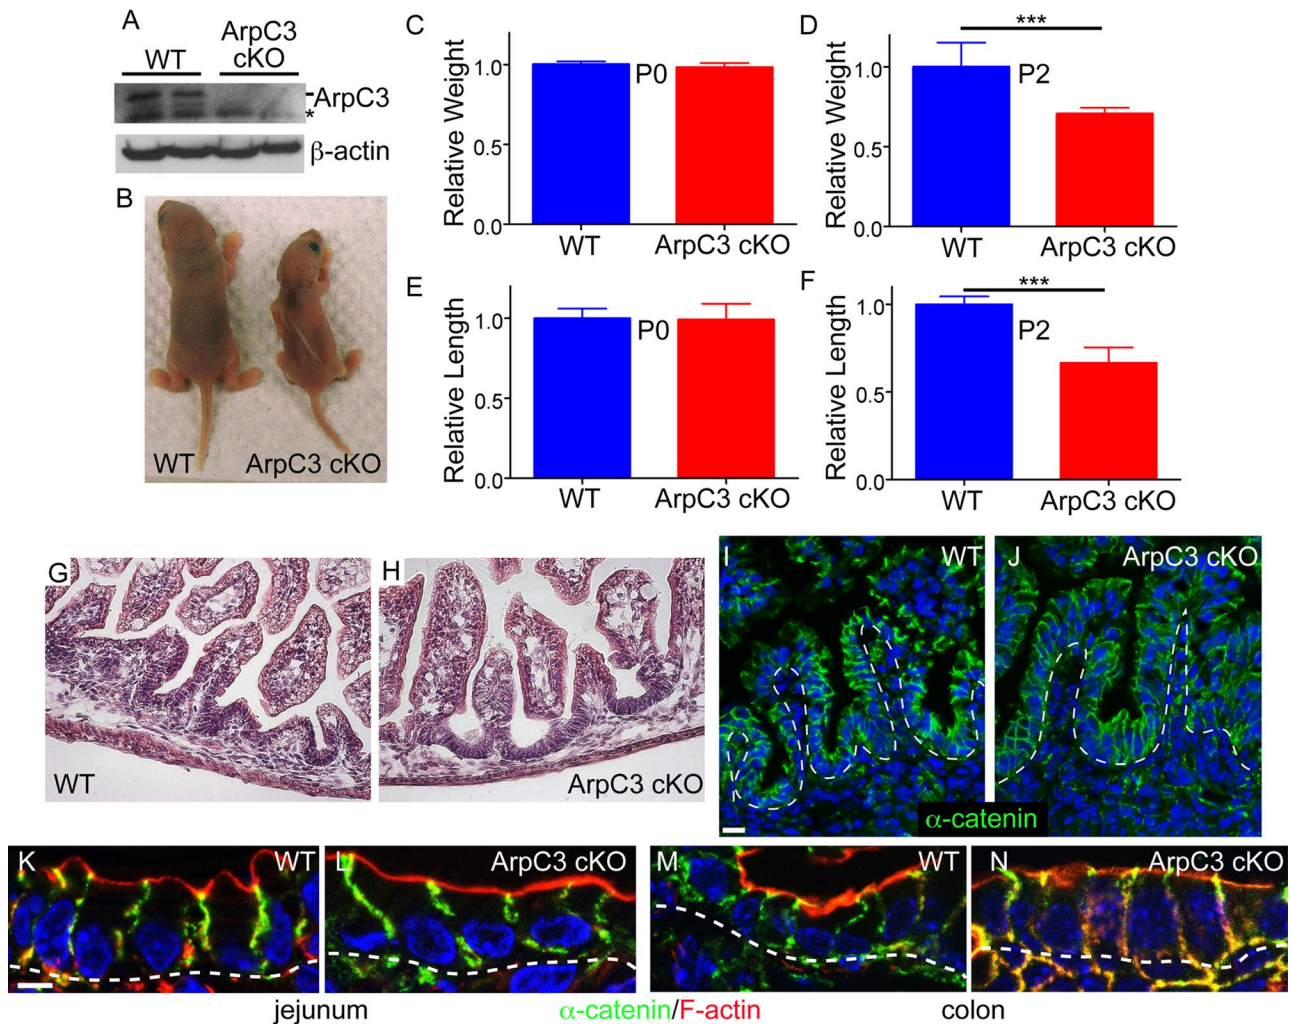 A
WT
ArpC3
cKO
ArpC3
*
β-actin
B
WT
ArpC3 cKO
C
Relative Weight
1.0
0.5
0.0
P0
WT
ArpC3 cKO
D
Relative Weight
1.0
0.5
0.0
***
P2
WT
ArpC3 cKO
E
Relative Length
1.0
0.5
0.0
P0
WT
ArpC3 cKO
F
Relative Length
1.0
0.5
0.0
***
P2
WT
ArpC3 cKO
G
WT
H
ArpC3 cKO
I
WT
J
ArpC3 cKO
α-catenin
K
WT
L
ArpC3 cKO
M
WT
N
ArpC3 cKO
jejunum
α-catenin/F-actin
colon